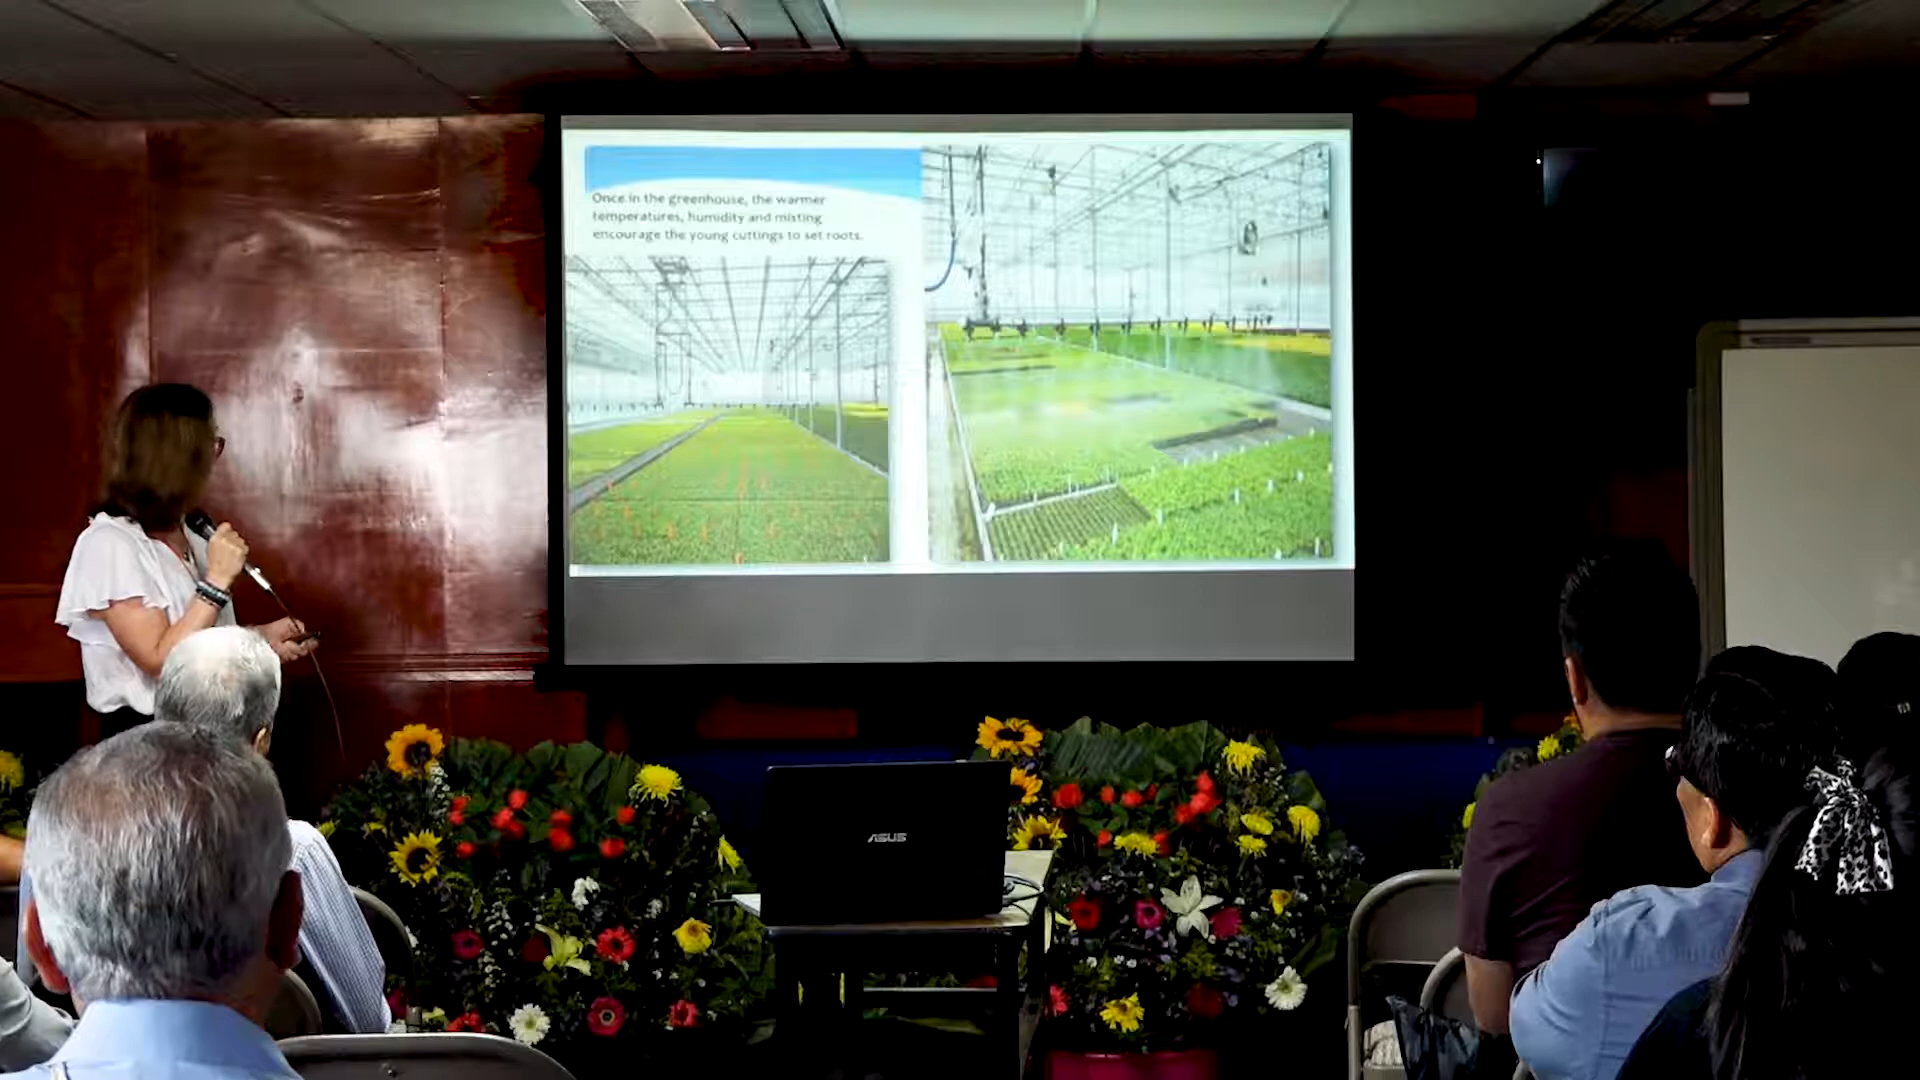 Once in the greenhouse, the warmer
temperatures, humidity and misting
encourage the young cuttings to set roots.
ASUS